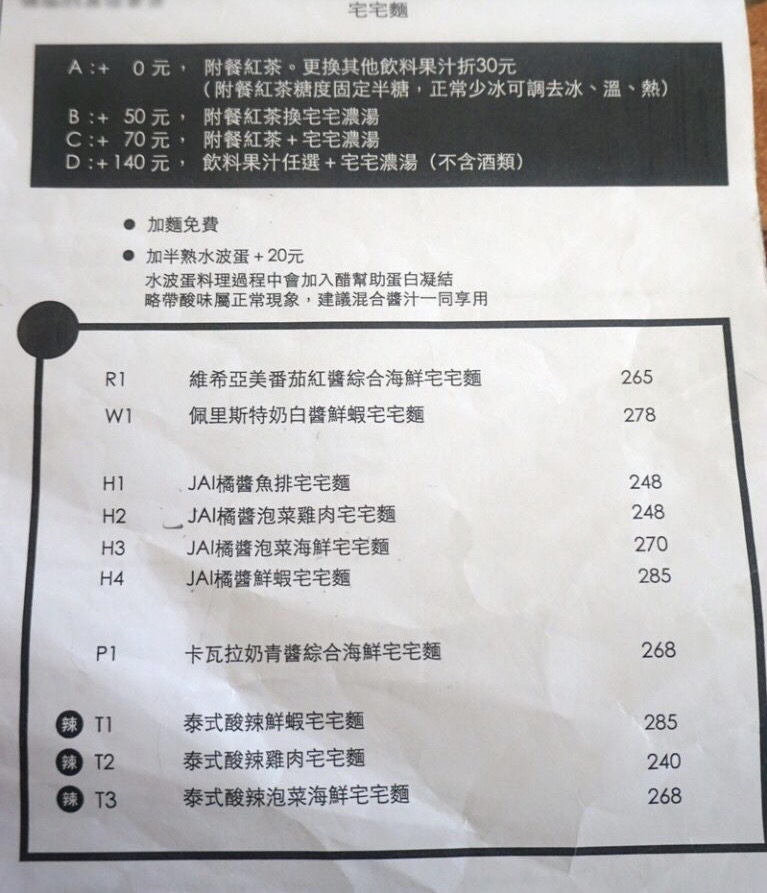 宅宅麵
A:+ 0 元, 附餐紅茶。更換其他飲料果汁折30元
(附餐紅茶糖度固定半糖,正常少冰可調去冰、溫、熱)
B:+ 50 元, 附餐紅茶換宅宅濃湯
C:+ 70 元, 附餐紅茶+宅宅濃湯
D:+140 元, 飲料果汁任選+宅宅濃湯(不含酒類)
● 加麵免費
● 加半熟水波蛋+20元
水波蛋料理過程中會加入醋幫助蛋白凝結
略帶酸味屬正常現象,建議混合醬汁一同享用
R1 維希亞美番茄紅醬綜合海鮮宅宅麵 265
W1 佩里斯特奶白醬鮮蝦宅宅麵 278
H1 JAI橘醬魚排宅宅麵 248
H2 JAI橘醬泡菜雞肉宅宅麵 248
H3 JAI橘醬泡菜海鮮宅宅麵 270
H4 JAI橘醬鮮蝦宅宅麵 285
P1 卡瓦拉奶青醬綜合海鮮宅宅麵 268
辣 T1 泰式酸辣鮮蝦宅宅麵 285
辣 T2 泰式酸辣雞肉宅宅麵 240
辣 T3 泰式酸辣泡菜海鮮宅宅麵 268